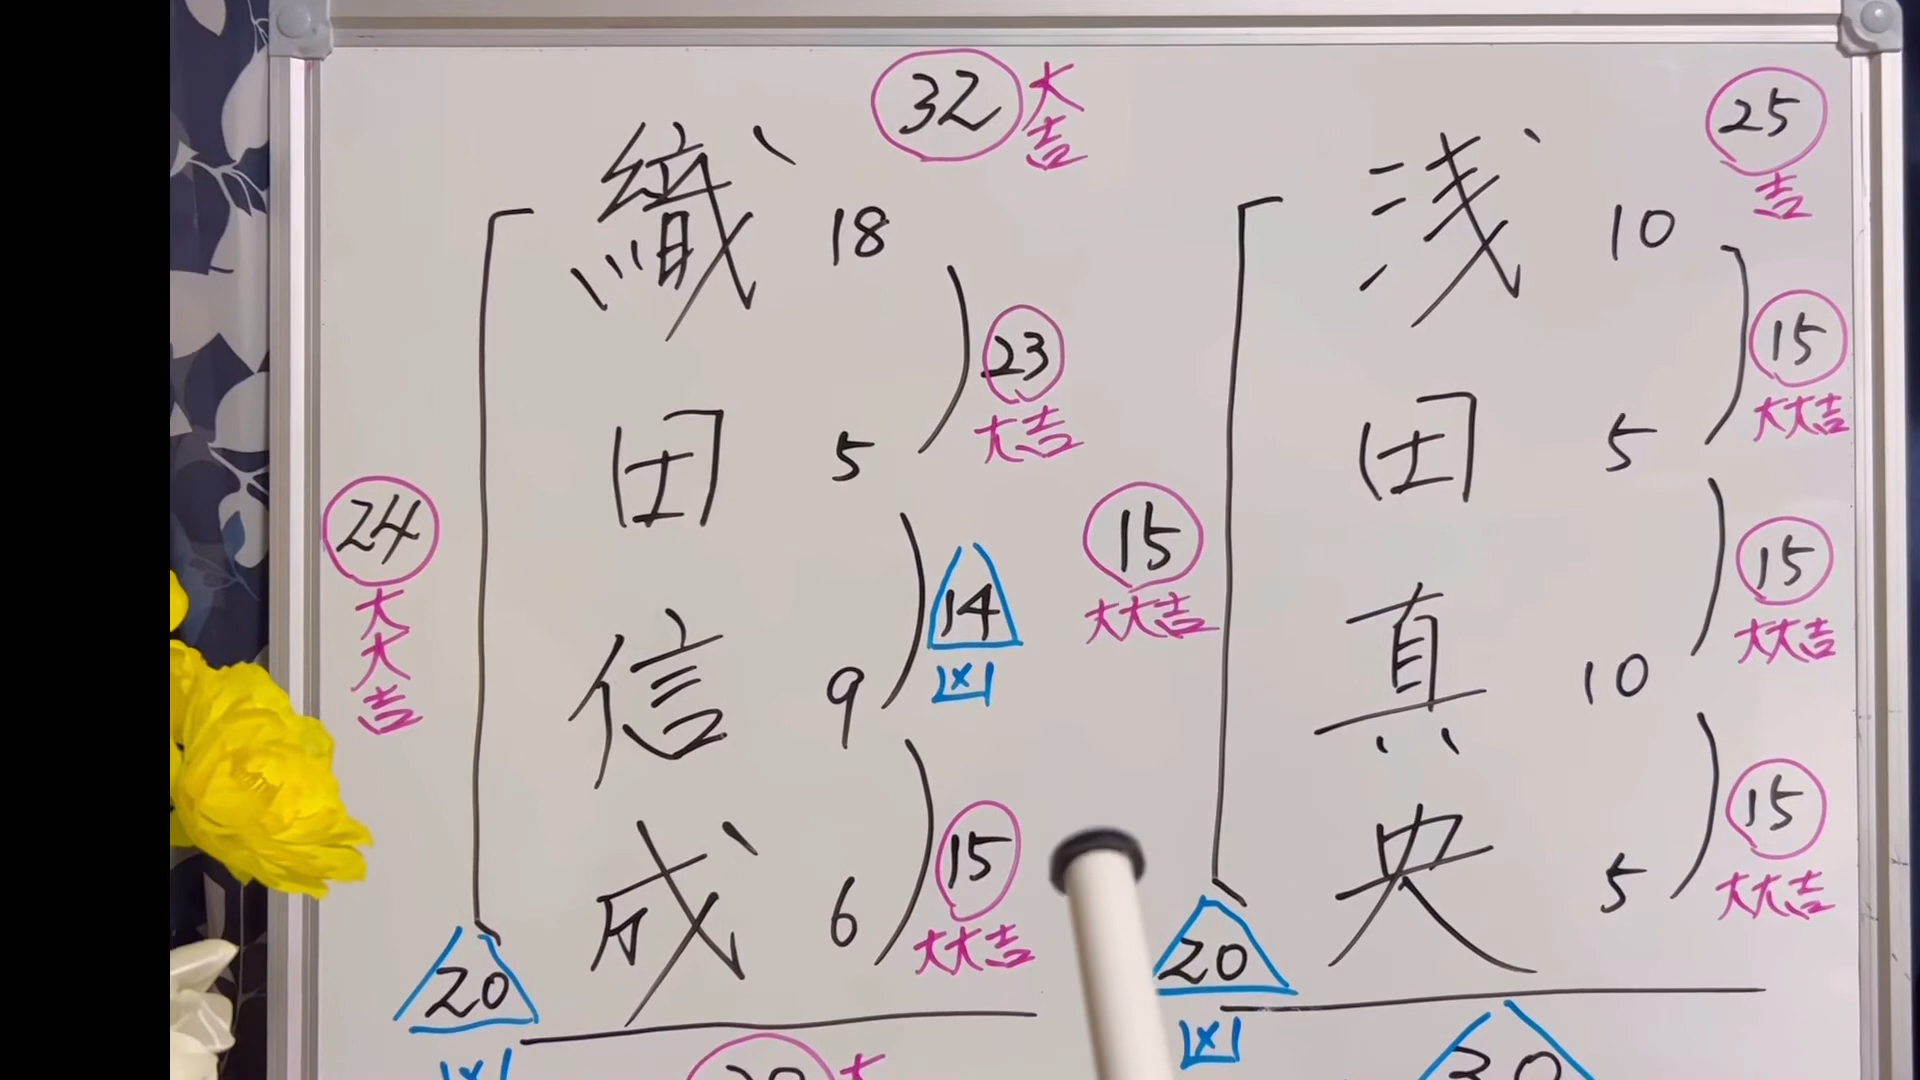 32 大吉
織 18
23 大吉
田 5
24 大大吉
14 凶
信 9
15 大大吉
成 6
20 凶
25 吉
浅 10
15 大大吉
田 5
15 大大吉
15 大大吉
真 10
15 大大吉
央 5
20 凶
大
30